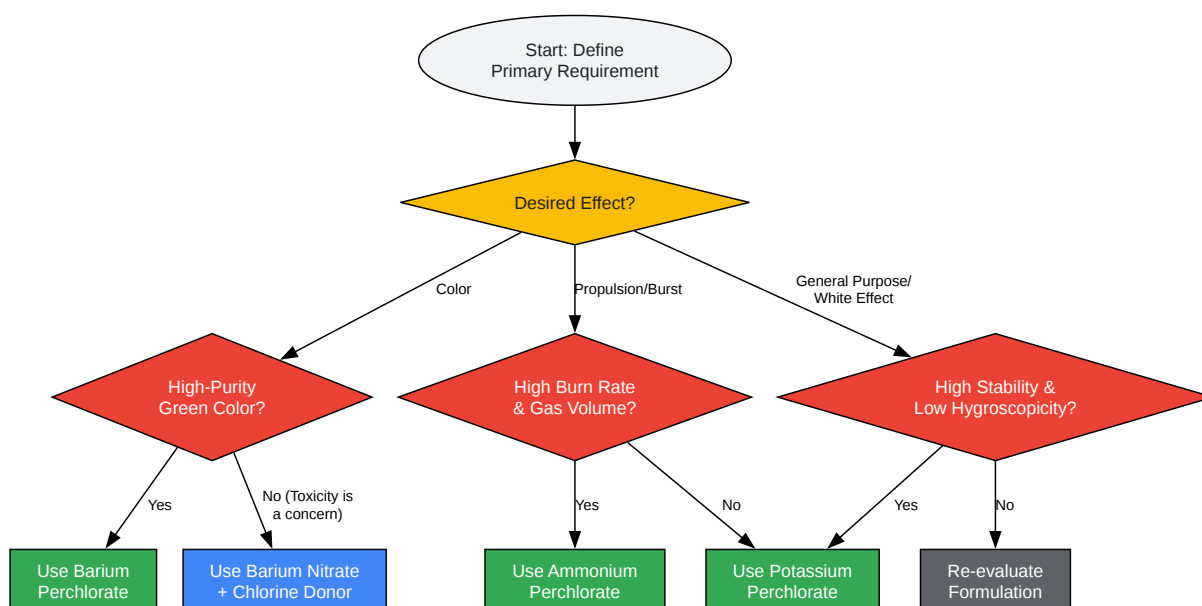 Start: Define
Primary Requirement
Desired Effect?
Color
Propulsion/Burst
General Purpose/
White Effect
High-Purity
Green Color?
High Burn Rate
& Gas Volume?
High Stability &
Low Hygroscopicity?
Yes
No (Toxicity is
a concern)
Yes
No
Yes
No
Use Barium
Perchlorate
Use Barium Nitrate
+ Chlorine Donor
Use Ammonium
Perchlorate
Use Potassium
Perchlorate
Re-evaluate
Formulation